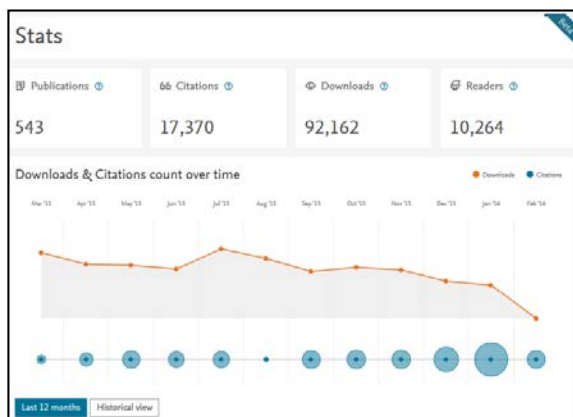 Beta
Stats
Publications
Citations
Downloads
Readers
543
17,370
92,162
10,264
Downloads & Citations count over time
Downloads
Citations
Mar '15
Apr '15
May '15
Jun '15
Jul '15
Aug '15
Sep '15
Oct '15
Nov '15
Dec '15
Jan '16
Feb '16
Last 12 months
Historical view